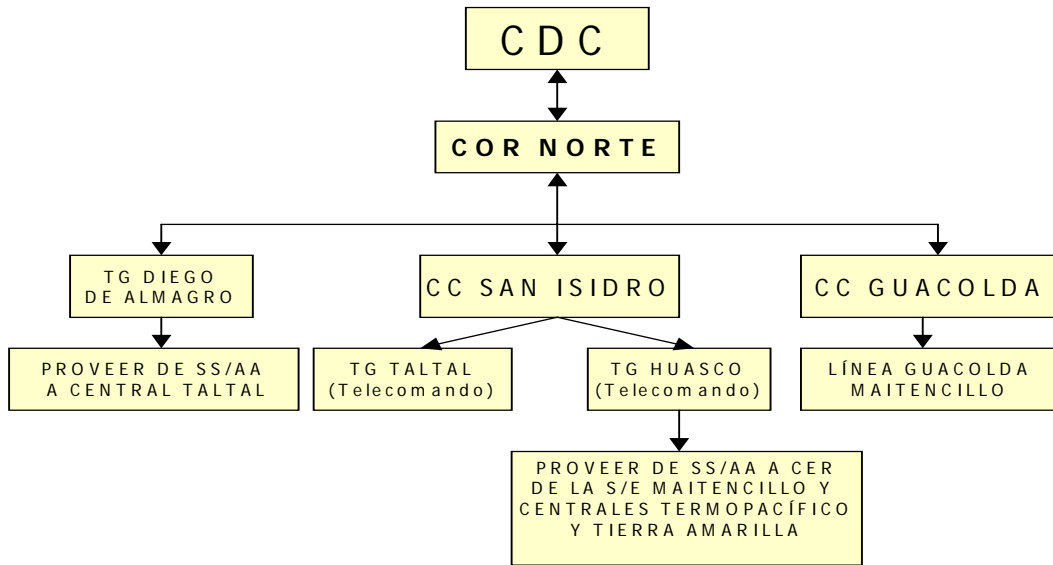 CDC
COR NORTE
TG DIEGO
DE ALMAGRO
CC SAN ISIDRO
CC GUACOLDA
PROVEER DE SS/AA
A CENTRAL TALTAL
TG TALTAL
(Telecomando)
TG HUASCO
(Telecomando)
LÍNEA GUACOLDA
MAITENCILLO
PROVEER DE SS/AA A CER
DE LA S/E MAITENCILLO Y
CENTRALES TERMOPACÍFICO
Y TIERRA AMARILLA